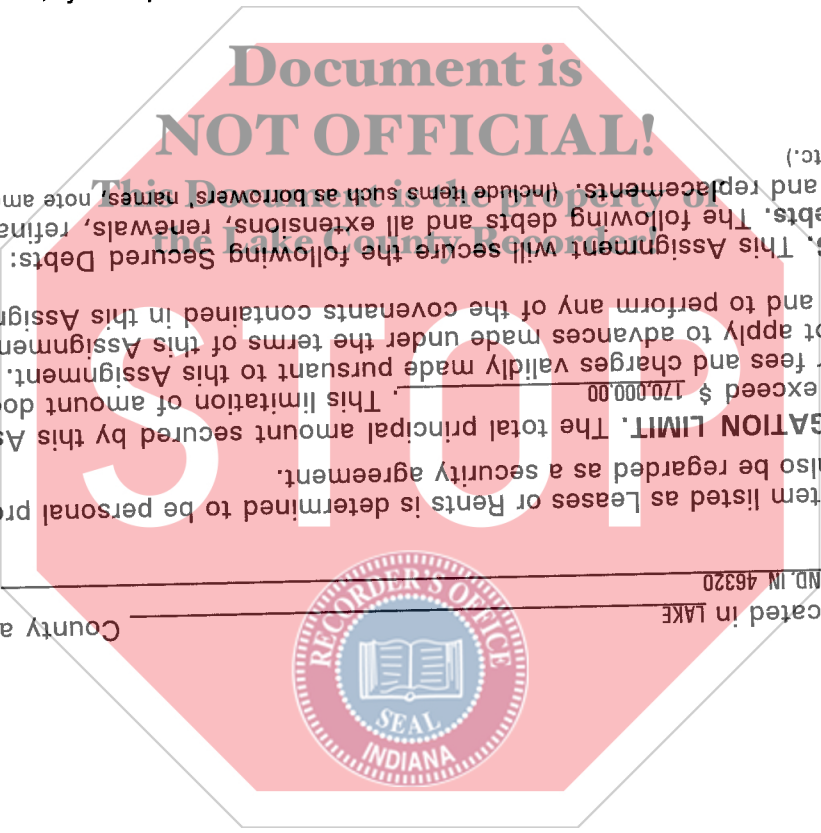 Document is
NOT OFFICIAL!
This Document is the property of
the Lake County Recorder!
STOP
RECORDER'S OFFICE
SEAL
INDIANA
cated in LAKE County a
ND, IN 46320
tem listed as Leases or Rents is determined to be personal pr
lso be regarded as a security agreement.
GATION LIMIT. The total principal amount secured by this As
exceed $ 170,000.00 . This limitation of amount do
r fees and charges validly made pursuant to this Assignment.
ot apply to advances made under the terms of this Assignmen
and to perform any of the covenants contained in this Assign
S. This Assignment will secure the following Secured Debts:
ebts. The following debts and all extensions, renewals, refina
and replacements. (Include items such as borrowers' names, note am
tc.)